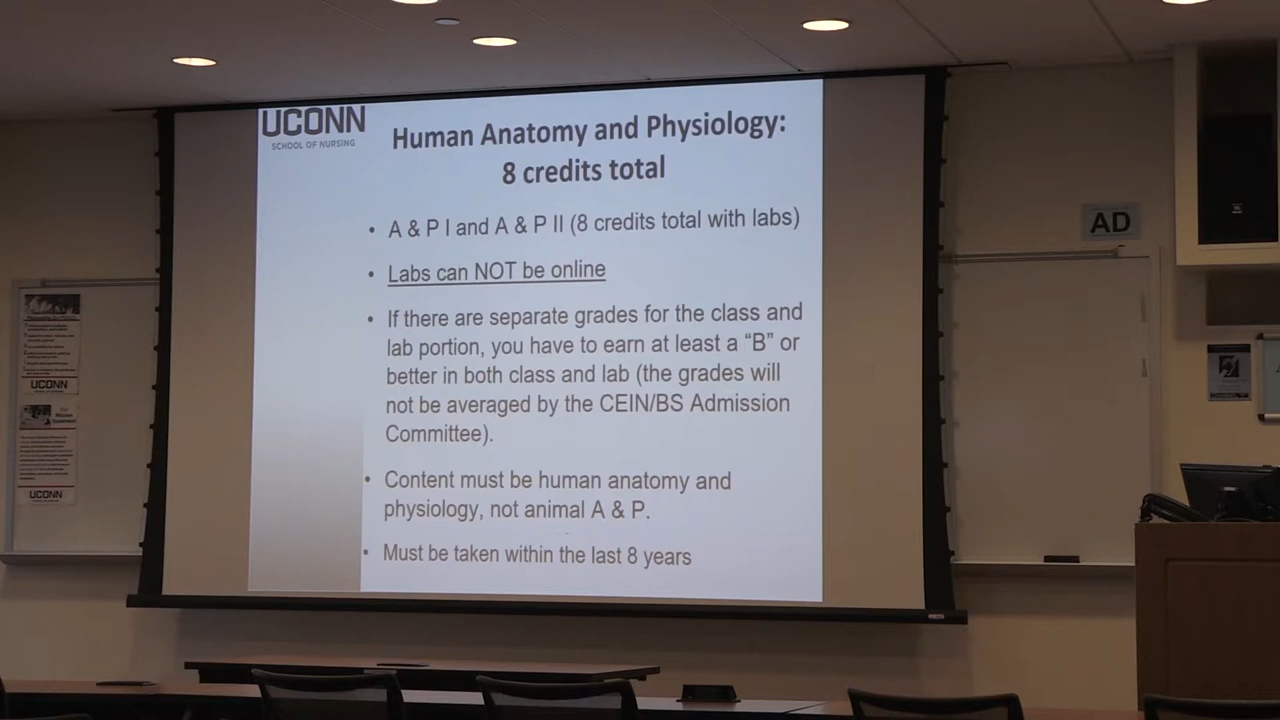 UCONN
SCHOOL OF NURSING
Human Anatomy and Physiology:
8 credits total
• A & P I and A & P II (8 credits total with labs)
• Labs can NOT be online
• If there are separate grades for the class and
lab portion, you have to earn at least a “B” or
better in both class and lab (the grades will
not be averaged by the CEIN/BS Admission
Committee).
• Content must be human anatomy and
physiology, not animal A & P.
• Must be taken within the last 8 years
AD
UCONN
UCONN